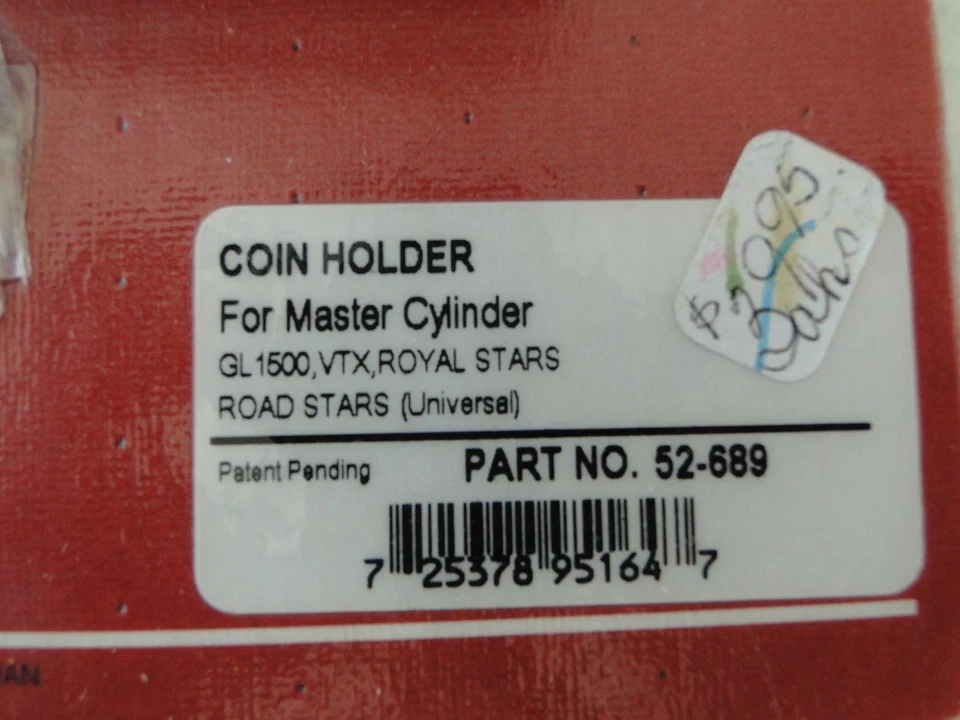 COIN HOLDER
For Master Cylinder
GL1500,VTX,ROYAL STARS
ROAD STARS (Universal)
Patent Pending PART NO. 52-689
7 25378 95164 7